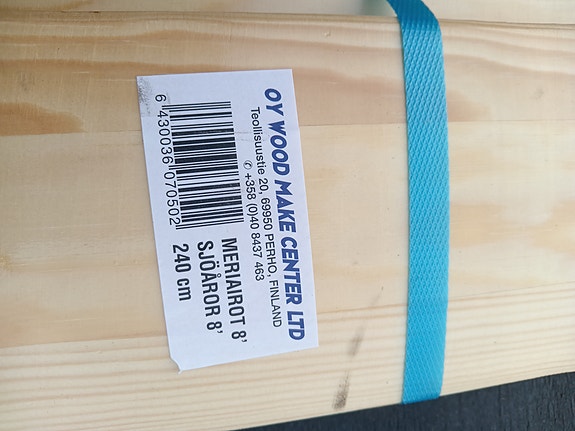 OY WOOD MAKE CENTER LTD
Teollisuustie 20, 69950 PERHO, FINLAND
✆ +358 (0)40 8437 463
6 430036 070502
MERIAIROT 8’
SJÖÅROR 8’
240 cm